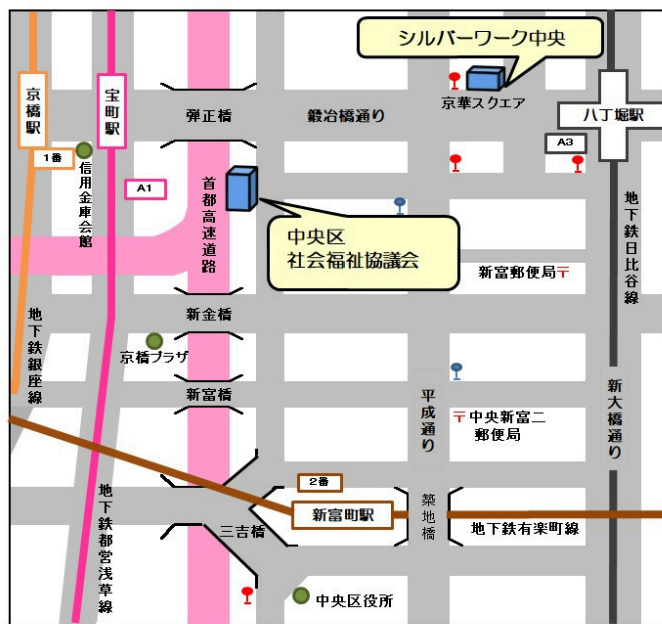 シルバーワーク中央
京橋駅
宝町駅
弾正橋
鍛冶橋通り
京華スクエア
八丁堀駅
1番
A3
信用金庫会館
A1
首都高速道路
中央区
社会福祉協議会
地下鉄日比谷線
新富郵便局〒
地下鉄銀座線
新金橋
京橋プラザ
新富橋
平成通り
新大橋通り
〒中央新富二
郵便局
2番
地下鉄都営浅草線
三吉橋
新富町駅
築地橋
地下鉄有楽町線
中央区役所